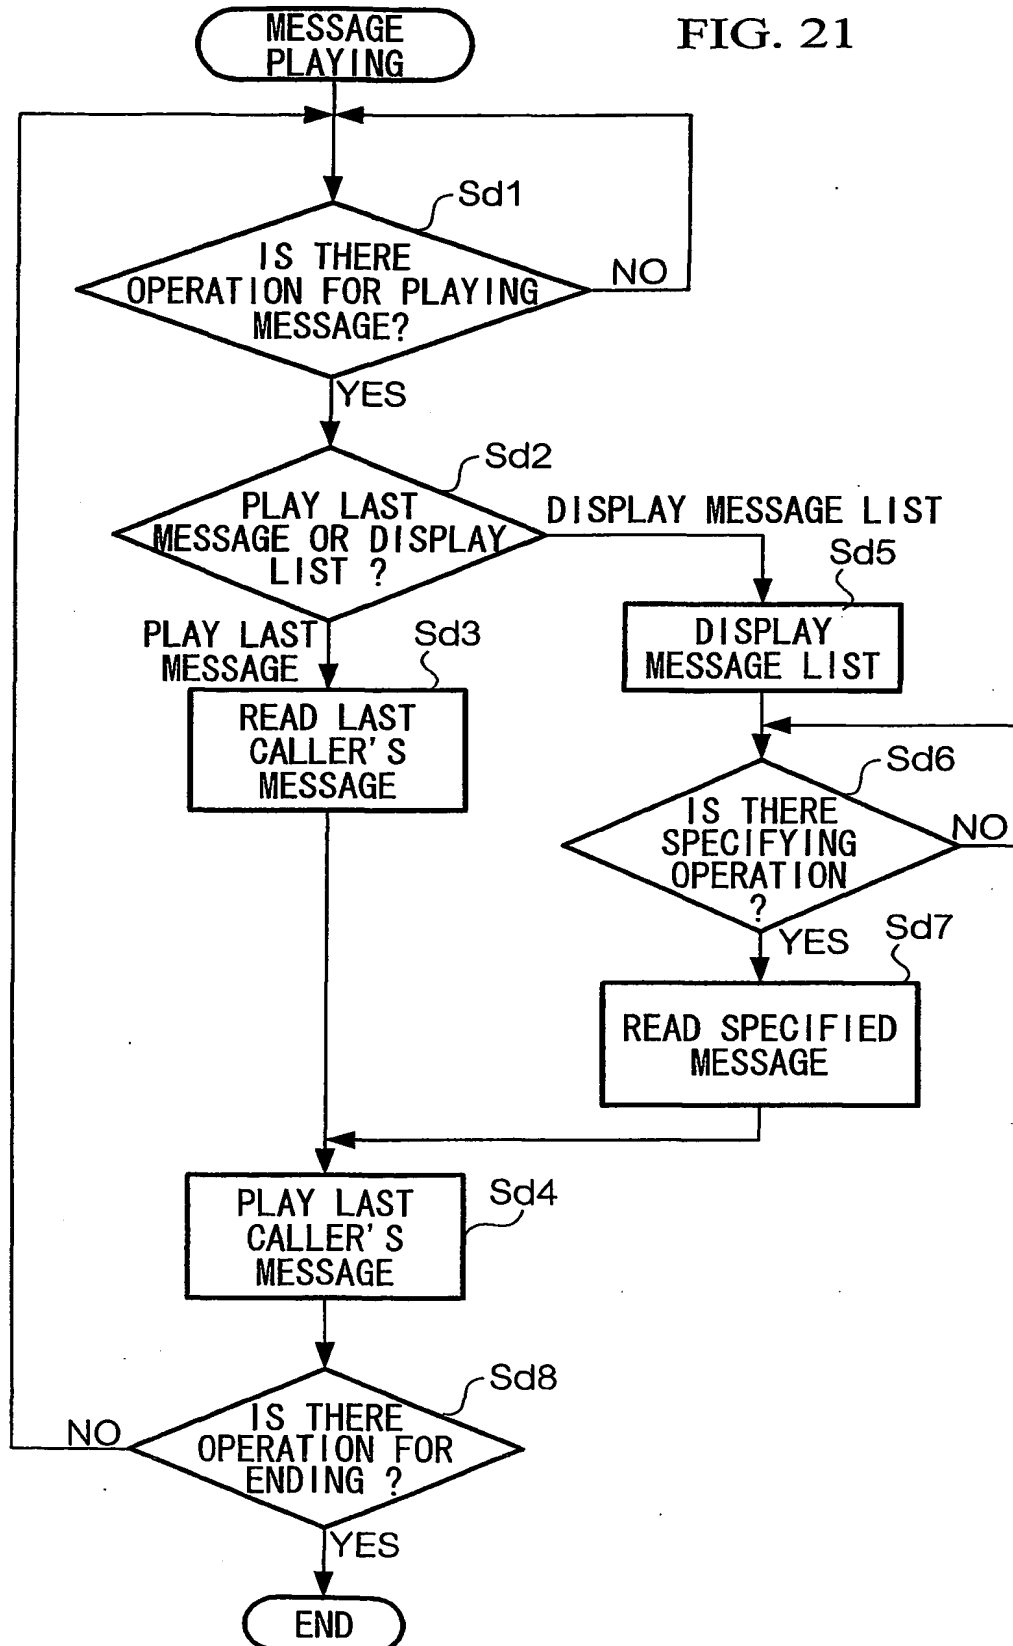 MESSAGE
PLAYING
FIG. 21
Sd1
IS THERE
OPERATION FOR PLAYING
MESSAGE?
NO
YES
Sd2
PLAY LAST
MESSAGE OR DISPLAY
LIST ?
DISPLAY MESSAGE LIST
Sd5
DISPLAY
MESSAGE LIST
PLAY LAST
MESSAGE
Sd3
READ LAST
CALLER'S
MESSAGE
Sd6
IS THERE
SPECIFYING
OPERATION
?
NO
YES
Sd7
READ SPECIFIED
MESSAGE
Sd4
PLAY LAST
CALLER'S
MESSAGE
Sd8
IS THERE
OPERATION FOR
ENDING ?
NO
YES
END